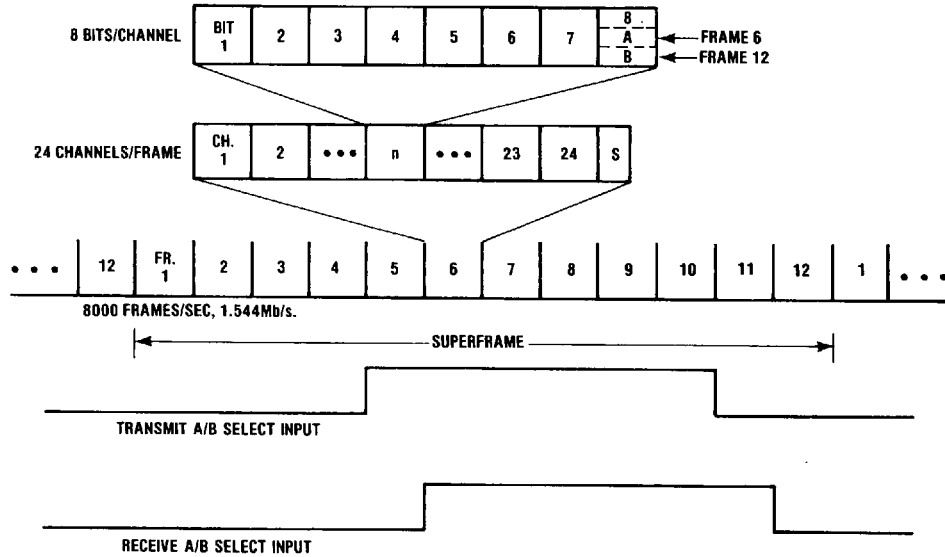 8 BITS/CHANNEL BIT 1 2 3 4 5 6 7 8 A B
FRAME 6
FRAME 12
24 CHANNELS/FRAME CH. 1 2 ••• n ••• 23 24 S
••• 12 FR. 1 2 3 4 5 6 7 8 9 10 11 12 1 •••
8000 FRAMES/SEC, 1.544Mb/s.
SUPERFRAME
TRANSMIT A/B SELECT INPUT
RECEIVE A/B SELECT INPUT